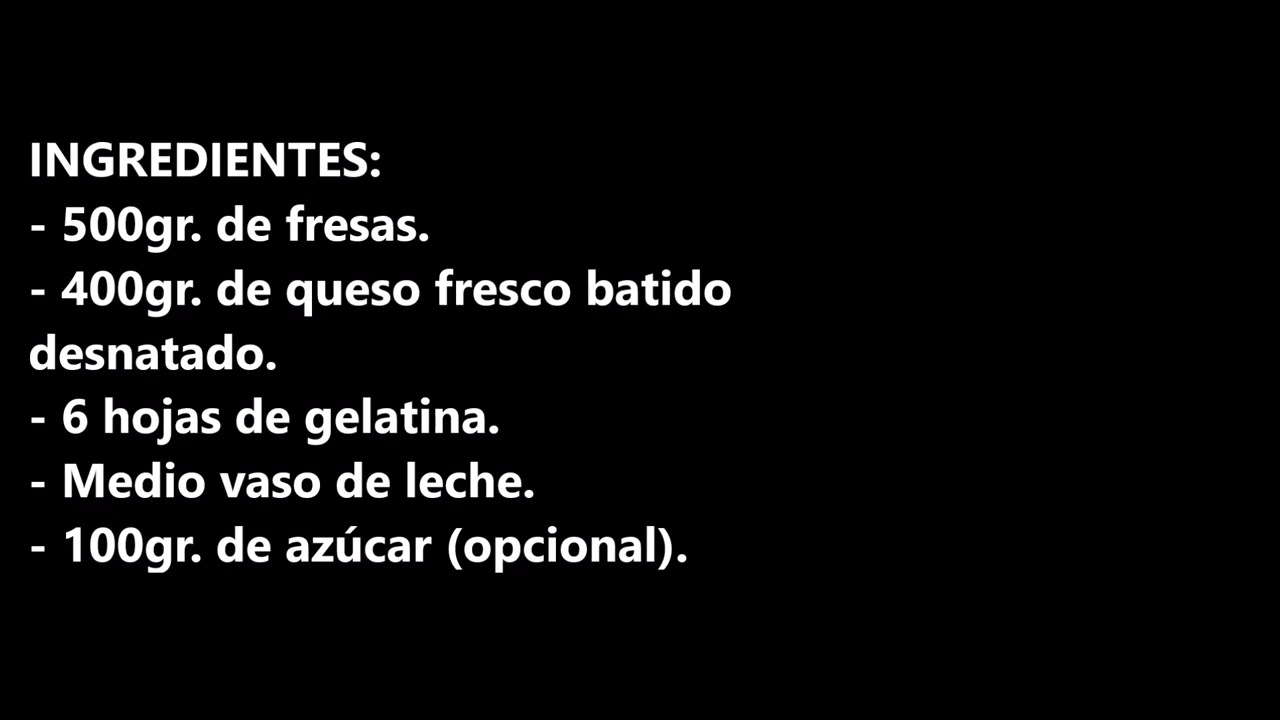 INGREDIENTES:
- 500gr. de fresas.
- 400gr. de queso fresco batido
desnatado.
- 6 hojas de gelatina.
- Medio vaso de leche.
- 100gr. de azúcar (opcional).